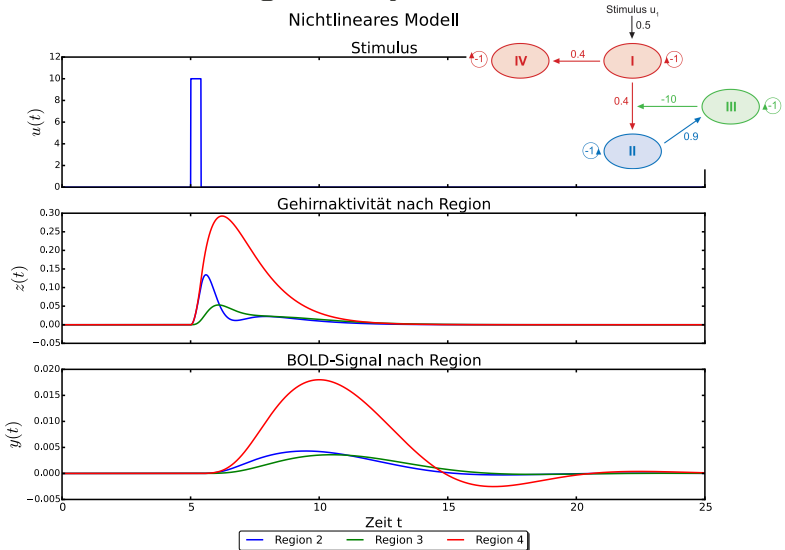 Nichtlineares Modell
Stimulus u₁
0.5
IV
0.4
I
-1
-1
0.4
-10
III
-1
II
0.9
-1
Stimulus
u(t)
12
10
8
6
4
2
0
Gehirnaktivität nach Region
z(t)
0.30
0.25
0.20
0.15
0.10
0.05
0.00
−0.05
BOLD-Signal nach Region
y(t)
0.020
0.015
0.010
0.005
0.000
−0.005
0 5 10 15 20 25
Zeit t
Region 2 Region 3 Region 4